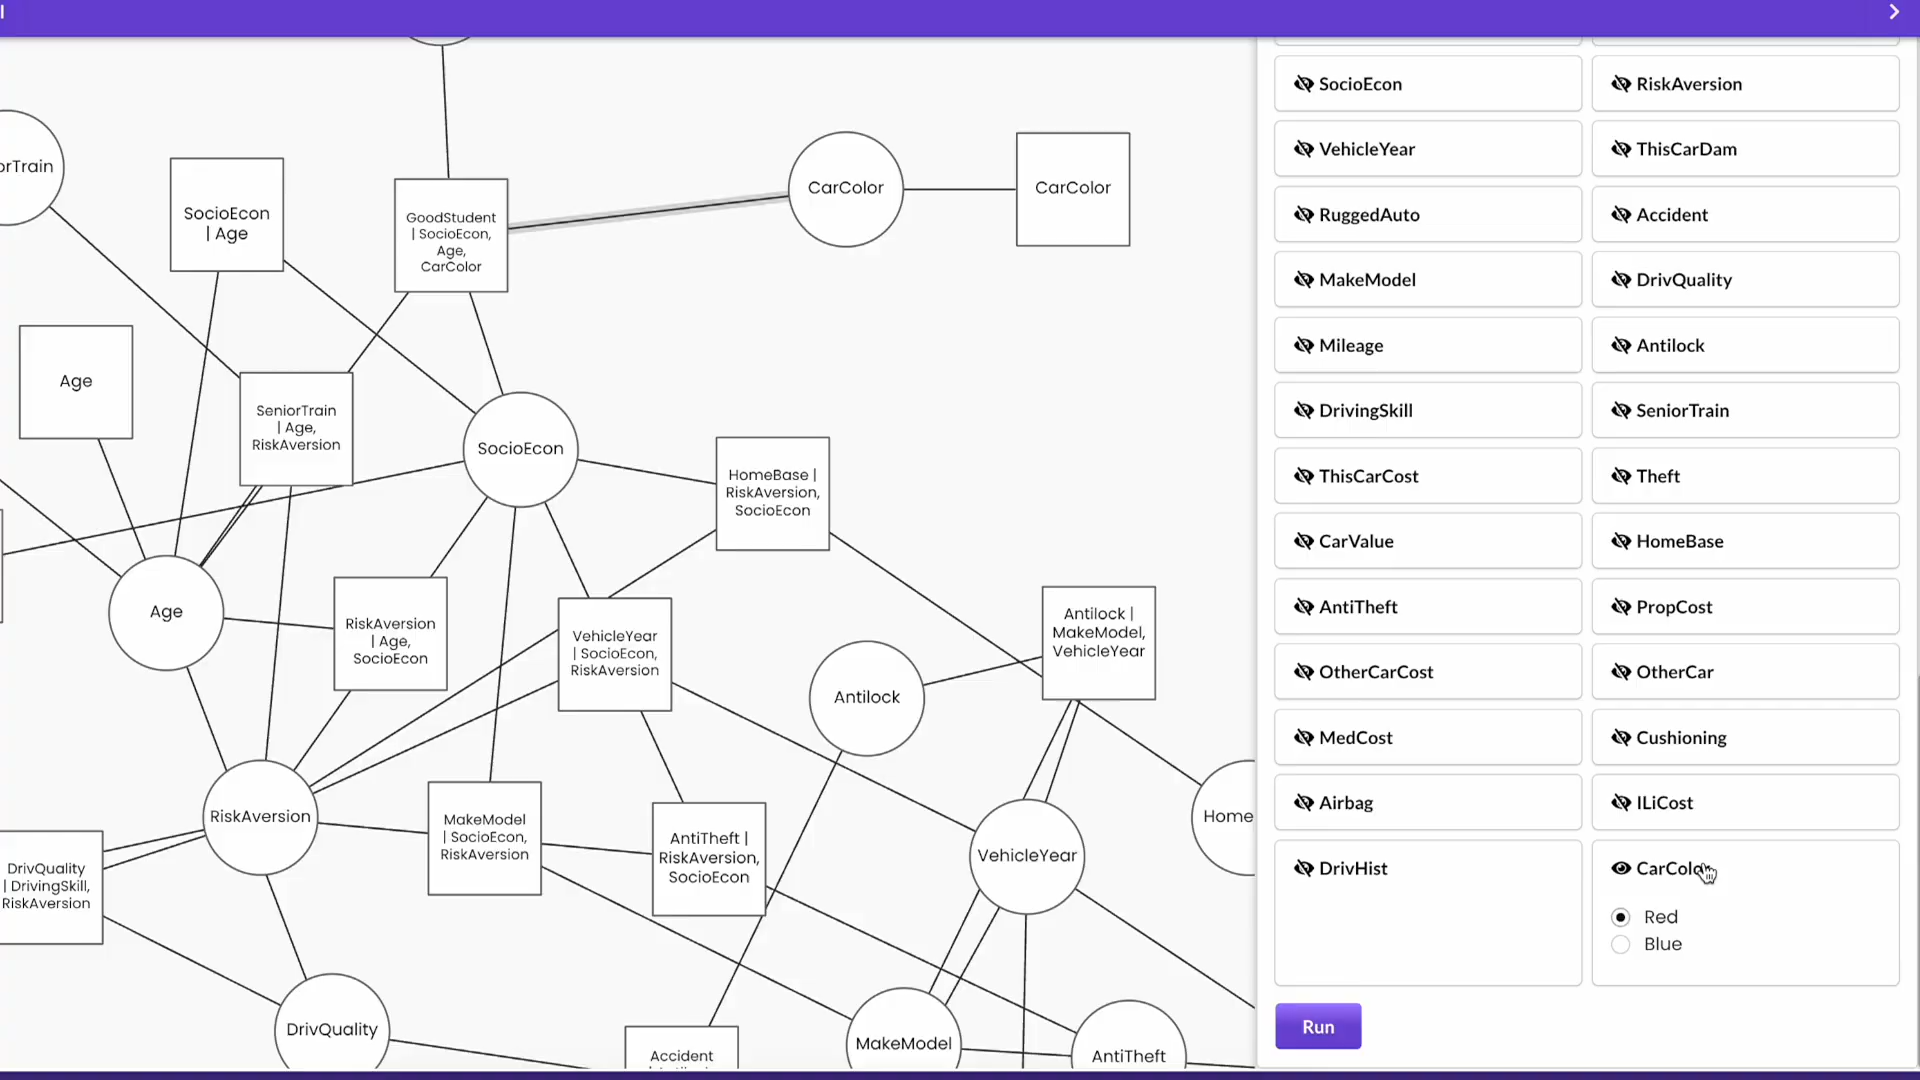 orTrain
SocioEcon
| Age
GoodStudent
| SocioEcon,
Age,
CarColor
CarColor
CarColor
Age
SeniorTrain
| Age,
RiskAversion
SocioEcon
HomeBase |
RiskAversion,
SocioEcon
Age
RiskAversion
| Age,
SocioEcon
VehicleYear
| SocioEcon,
RiskAversion
Antilock |
MakeModel,
VehicleYear
Antilock
RiskAversion
MakeModel
| SocioEcon,
RiskAversion
AntiTheft |
RiskAversion,
SocioEcon
VehicleYear
Home
DrivQuality
| DrivingSkill,
RiskAversion
DrivQuality
Accident
MakeModel
AntiTheft
SocioEcon
RiskAversion
VehicleYear
ThisCarDam
RuggedAuto
Accident
MakeModel
DrivQuality
Mileage
Antilock
DrivingSkill
SeniorTrain
ThisCarCost
Theft
CarValue
HomeBase
AntiTheft
PropCost
OtherCarCost
OtherCar
MedCost
Cushioning
Airbag
ILiCost
DrivHist
CarColor
Red
Blue
Run